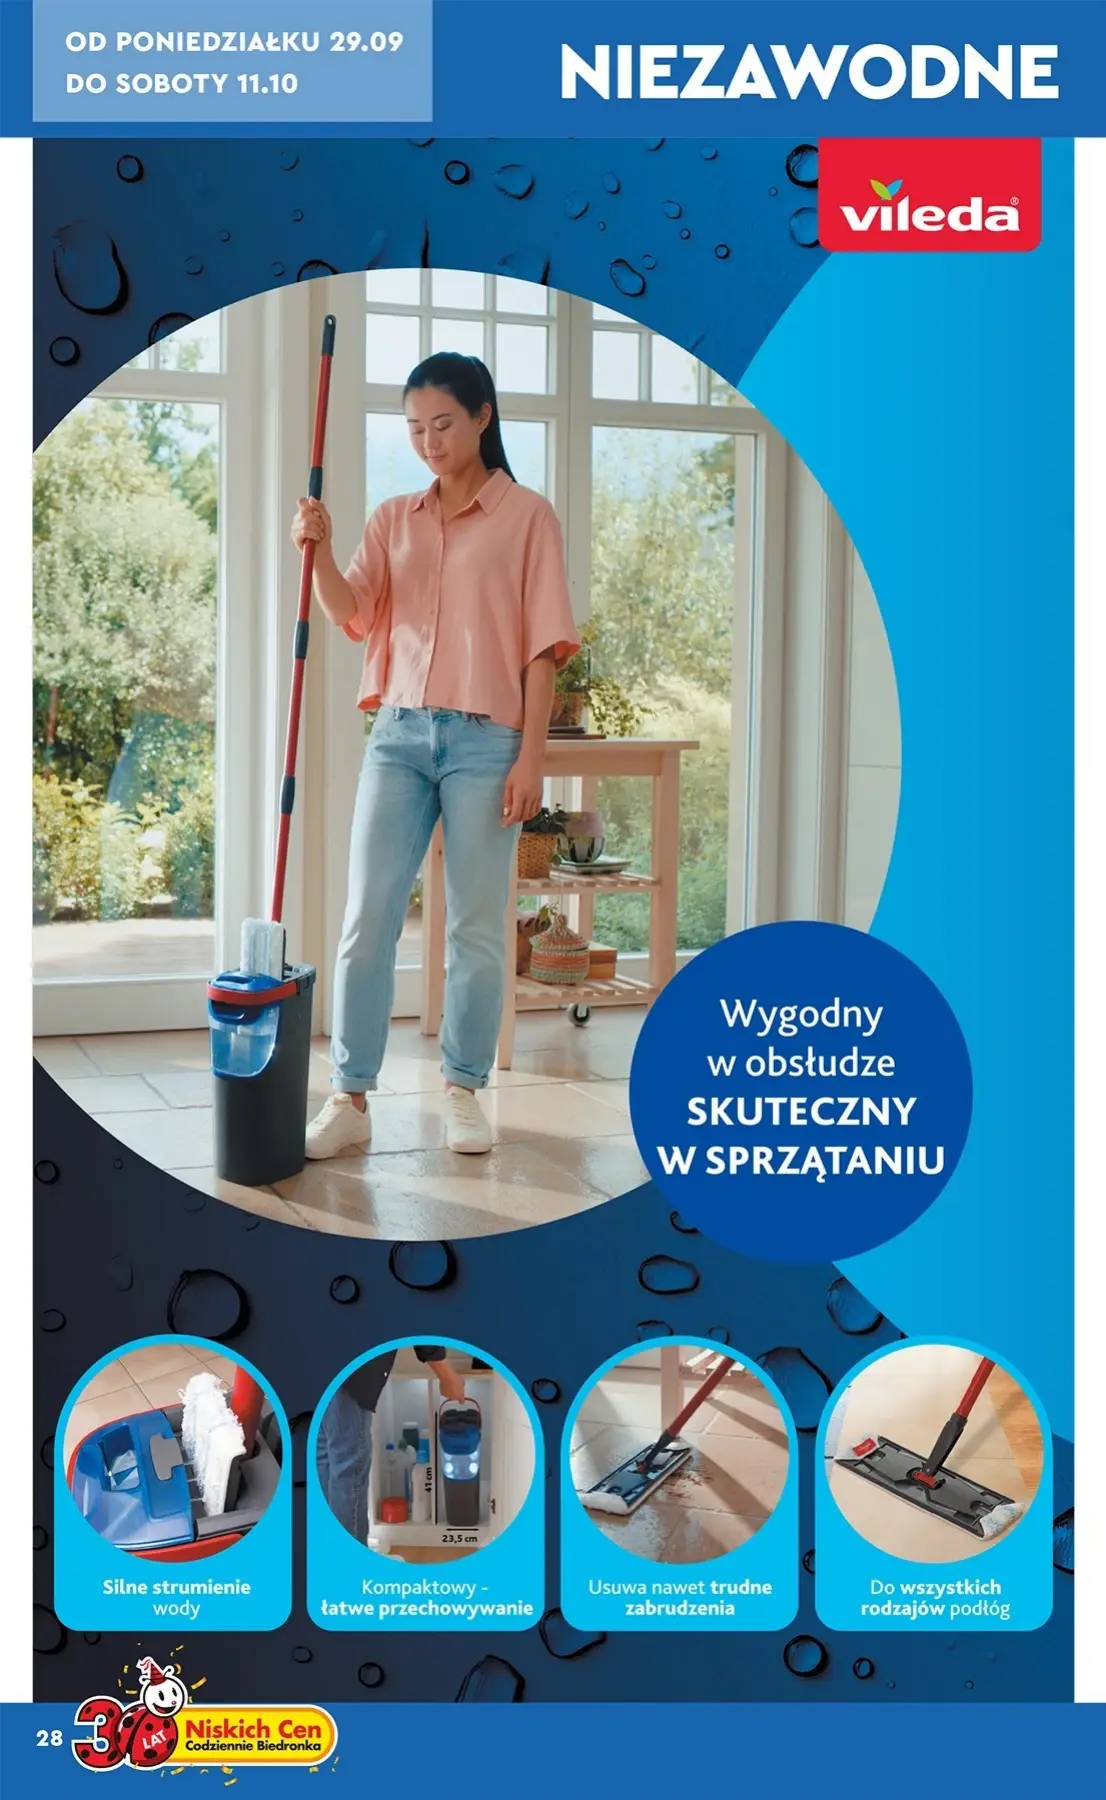 OD PONIEDZIAŁKU 29.09
DO SOBOTY 11.10
NIEZAWODNE
vileda®
Wygodny
w obsłudze
SKUTECZNY
W SPRZĄTANIU
41 cm
23,5 cm
Silne strumienie
wody
Kompaktowy -
łatwe przechowywanie
Usuwa nawet trudne
zabrudzenia
Do wszystkich
rodzajów podłóg
28
30
LAT
Niskich Cen
Codziennie Biedronka